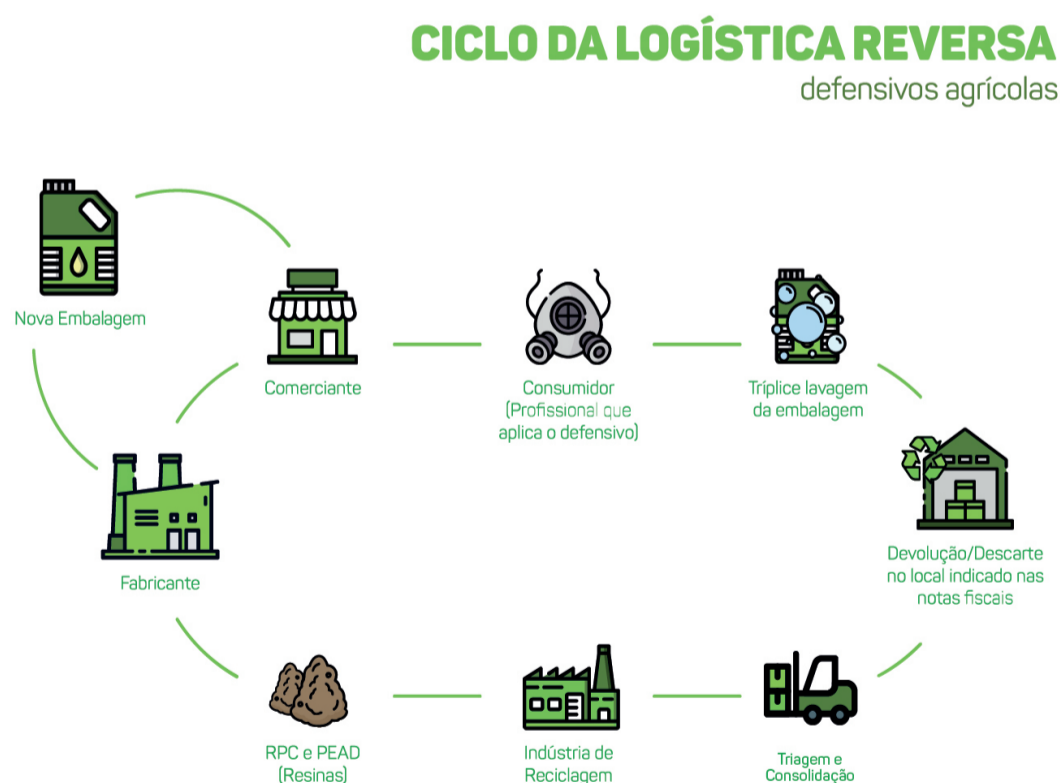 CICLO DA LOGÍSTICA REVERSA
defensivos agrícolas
Nova Embalagem
Comerciante
Consumidor
(Profissional que
aplica o defensivo)
Tríplice lavagem
da embalagem
Devolução/Descarte
no local indicado nas
notas fiscais
Triagem e
Consolidação
Indústria de
Reciclagem
RPC e PEAD
(Resinas)
Fabricante